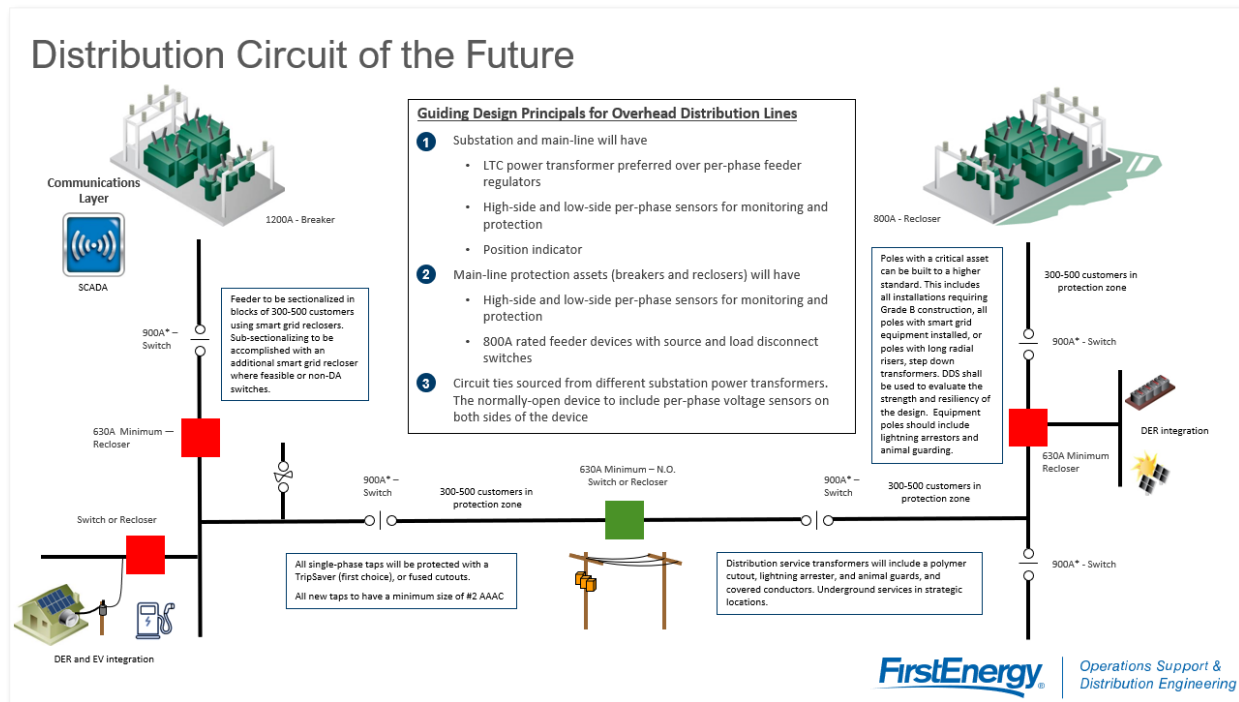 Distribution Circuit of the Future
Communications
Layer
SCADA
1200A - Breaker
Guiding Design Principals for Overhead Distribution Lines
1
Substation and main-line will have
• LTC power transformer preferred over per-phase feeder
regulators
• High-side and low-side per-phase sensors for monitoring and
protection
• Position indicator
2
Main-line protection assets (breakers and reclosers) will have
• High-side and low-side per-phase sensors for monitoring and
protection
• 800A rated feeder devices with source and load disconnect
switches
3
Circuit ties sourced from different substation power transformers.
The normally-open device to include per-phase voltage sensors on
both sides of the device
800A - Recloser
Feeder to be sectionalized in
blocks of 300-500 customers
using smart grid reclosers.
Sub-sectionalizing to be
accomplished with an
additional smart grid recloser
where feasible or non-DA
switches.
900A* –
Switch
630A Minimum —
Recloser
Poles with a critical asset
can be built to a higher
standard. This includes
all installations requiring
Grade B construction, all
poles with smart grid
equipment installed, or
poles with long radial
risers, step down
transformers. DDS shall
be used to evaluate the
strength and resiliency of
the design. Equipment
poles should include
lightning arrestors and
animal guarding.
300-500 customers in
protection zone
900A* - Switch
DER integration
630A Minimum
Recloser
Switch or Recloser
900A* –
Switch
300-500 customers in
protection zone
630A Minimum – N.O.
Switch or Recloser
900A* –
Switch
300-500 customers in
protection zone
900A* - Switch
All single-phase taps will be protected with a
TripSaver (first choice), or fused cutouts.
All new taps to have a minimum size of #2 AAAC
Distribution service transformers will include a polymer
cutout, lightning arrester, and animal guards, and
covered conductors. Underground services in strategic
locations.
DER and EV integration
FirstEnergy®
Operations Support &
Distribution Engineering